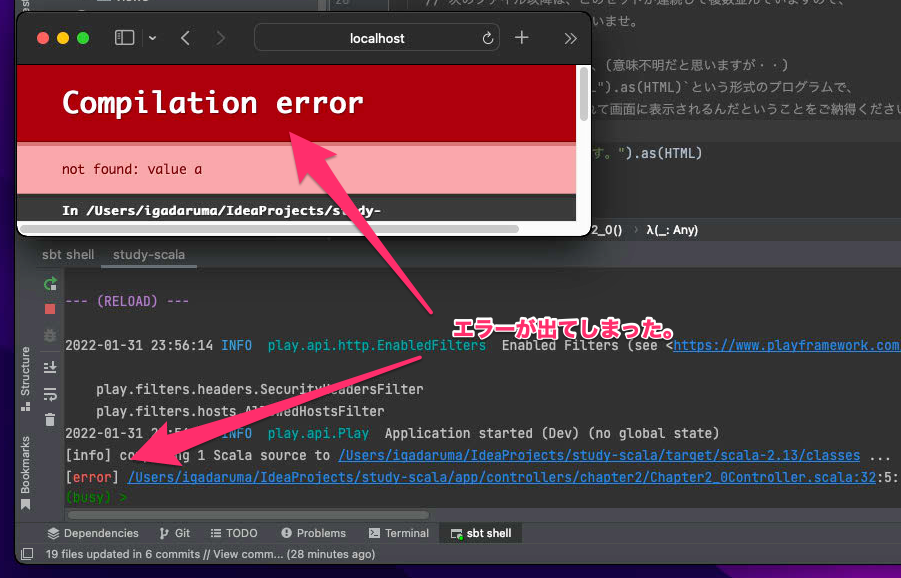 // 次のファイル以降は、このセットが連続して複数並んでいますので、
いませ。
localhost
、(意味不明だと思いますが・・)
").as(HTML)`という形式のプログラムで、
れて画面に表示されるんだということをご納得ください
Compilation error
す。").as(HTML)
not found: value a
In /Users/igadaruma/IdeaProjects/study-
2_0() › λ(_: Any)
sbt shell study-scala
--- (RELOAD) ---
エラーが出てしまった。
2022-01-31 23:56:14 INFO play.api.http.EnabledFilters Enabled Filters (see <https://www.playframework.com
play.filters.headers.SecurityHeadersFilter
play.filters.hosts.AllowedHostsFilter
2022-01-31 INFO play.api.Play Application started (Dev) (no global state)
[info] compiling 1 Scala source to /Users/igadaruma/IdeaProjects/study-scala/target/scala-2.13/classes ...
[error] /Users/igadaruma/IdeaProjects/study-scala/app/controllers/chapter2/Chapter2_0Controller.scala:32:5:
(busy) >
Structure
Bookmarks
Dependencies Git TODO Problems Terminal sbt shell
19 files updated in 6 commits // View comm... (28 minutes ago)